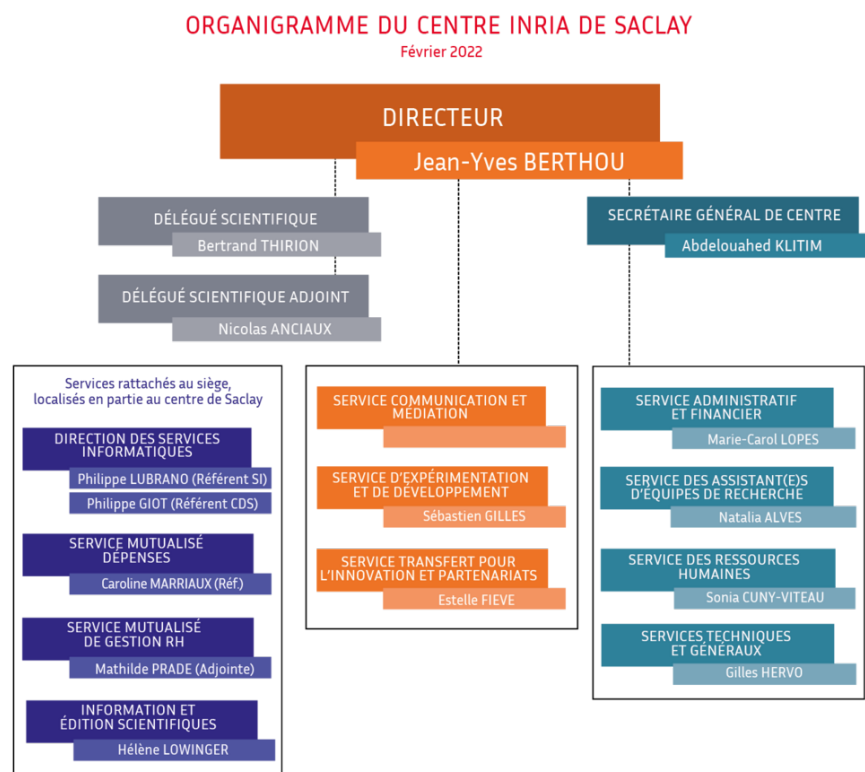 ORGANIGRAMME DU CENTRE INRIA DE SACLAY
Février 2022
DIRECTEUR
Jean-Yves BERTHOU
DÉLÉGUÉ SCIENTIFIQUE
Bertrand THIRION
SECRÉTAIRE GÉNÉRAL DE CENTRE
Abdelouahed KLITIM
DÉLÉGUÉ SCIENTIFIQUE ADJOINT
Nicolas ANCIAUX
Services rattachés au siège,
localisés en partie au centre de Saclay
DIRECTION DES SERVICES
INFORMATIQUES
Philippe LUBRANO (Référent SI)
Philippe GIOT (Référent CDS)
SERVICE MUTUALISÉ
DÉPENSES
Caroline MARRIAUX (Réf.)
SERVICE MUTUALISÉ
DE GESTION RH
Mathilde PRADE (Adjointe)
INFORMATION ET
ÉDITION SCIENTIFIQUES
Hélène LOWINGER
SERVICE COMMUNICATION ET
MÉDIATION
SERVICE D'EXPÉRIMENTATION
ET DE DÉVELOPPEMENT
Sébastien GILLES
SERVICE TRANSFERT POUR
L'INNOVATION ET PARTENARIATS
Estelle FIEVE
SERVICE ADMINISTRATIF
ET FINANCIER
Marie-Carol LOPES
SERVICE DES ASSISTANT(E)S
D'ÉQUIPES DE RECHERCHE
Natalia ALVES
SERVICE DES RESSOURCES
HUMAINES
Sonia CUNY-VITEAU
SERVICES TECHNIQUES
ET GÉNÉRAUX
Gilles HERVO